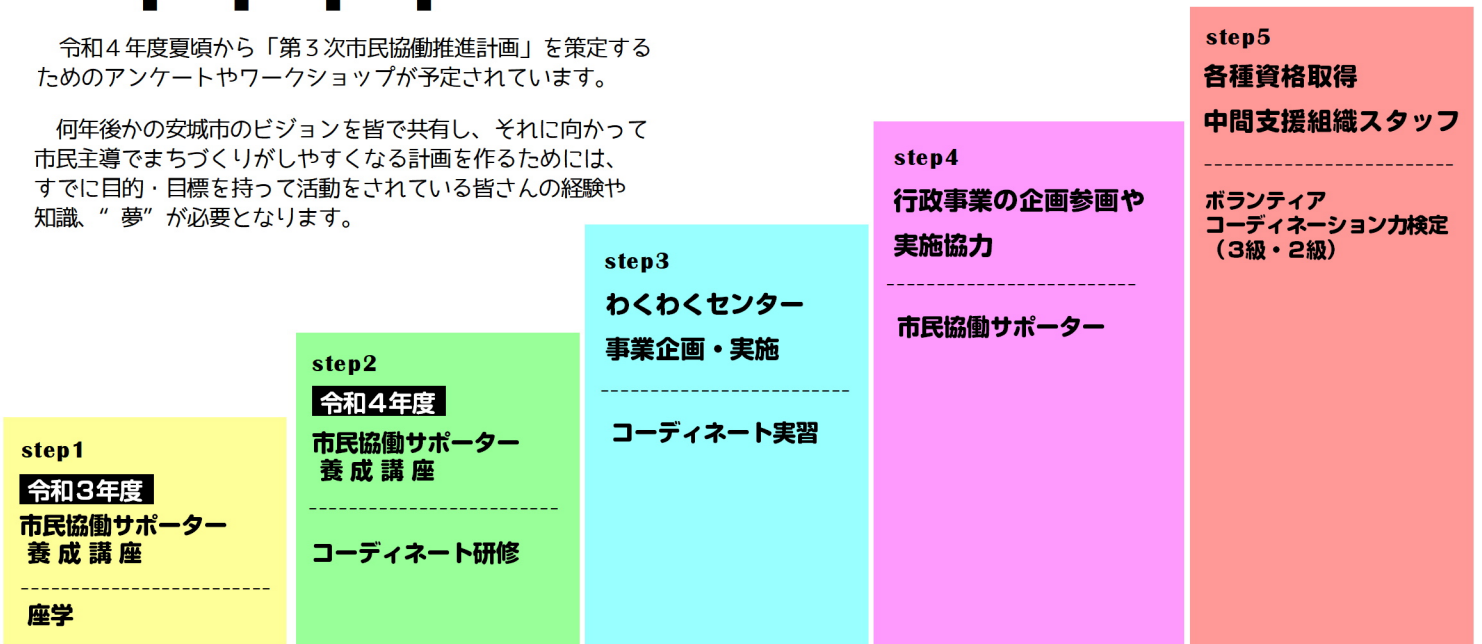 令和４年度夏頃から「第３次市民協働推進計画」を策定する
ためのアンケートやワークショップが予定されています。
何年後かの安城市のビジョンを皆で共有し、それに向かって
市民主導でまちづくりがしやすくなる計画を作るためには、
すでに目的・目標を持って活動をされている皆さんの経験や
知識、“ 夢” が必要となります。
step1
令和３年度
市民協働サポーター
養成講座
座学
step2
令和４年度
市民協働サポーター
養成講座
コーディネート研修
step3
わくわくセンター
事業企画・実施
コーディネート実習
step4
行政事業の企画参画や
実施協力
市民協働サポーター
step5
各種資格取得
中間支援組織スタッフ
ボランティア
コーディネーション力検定
（３級・２級）